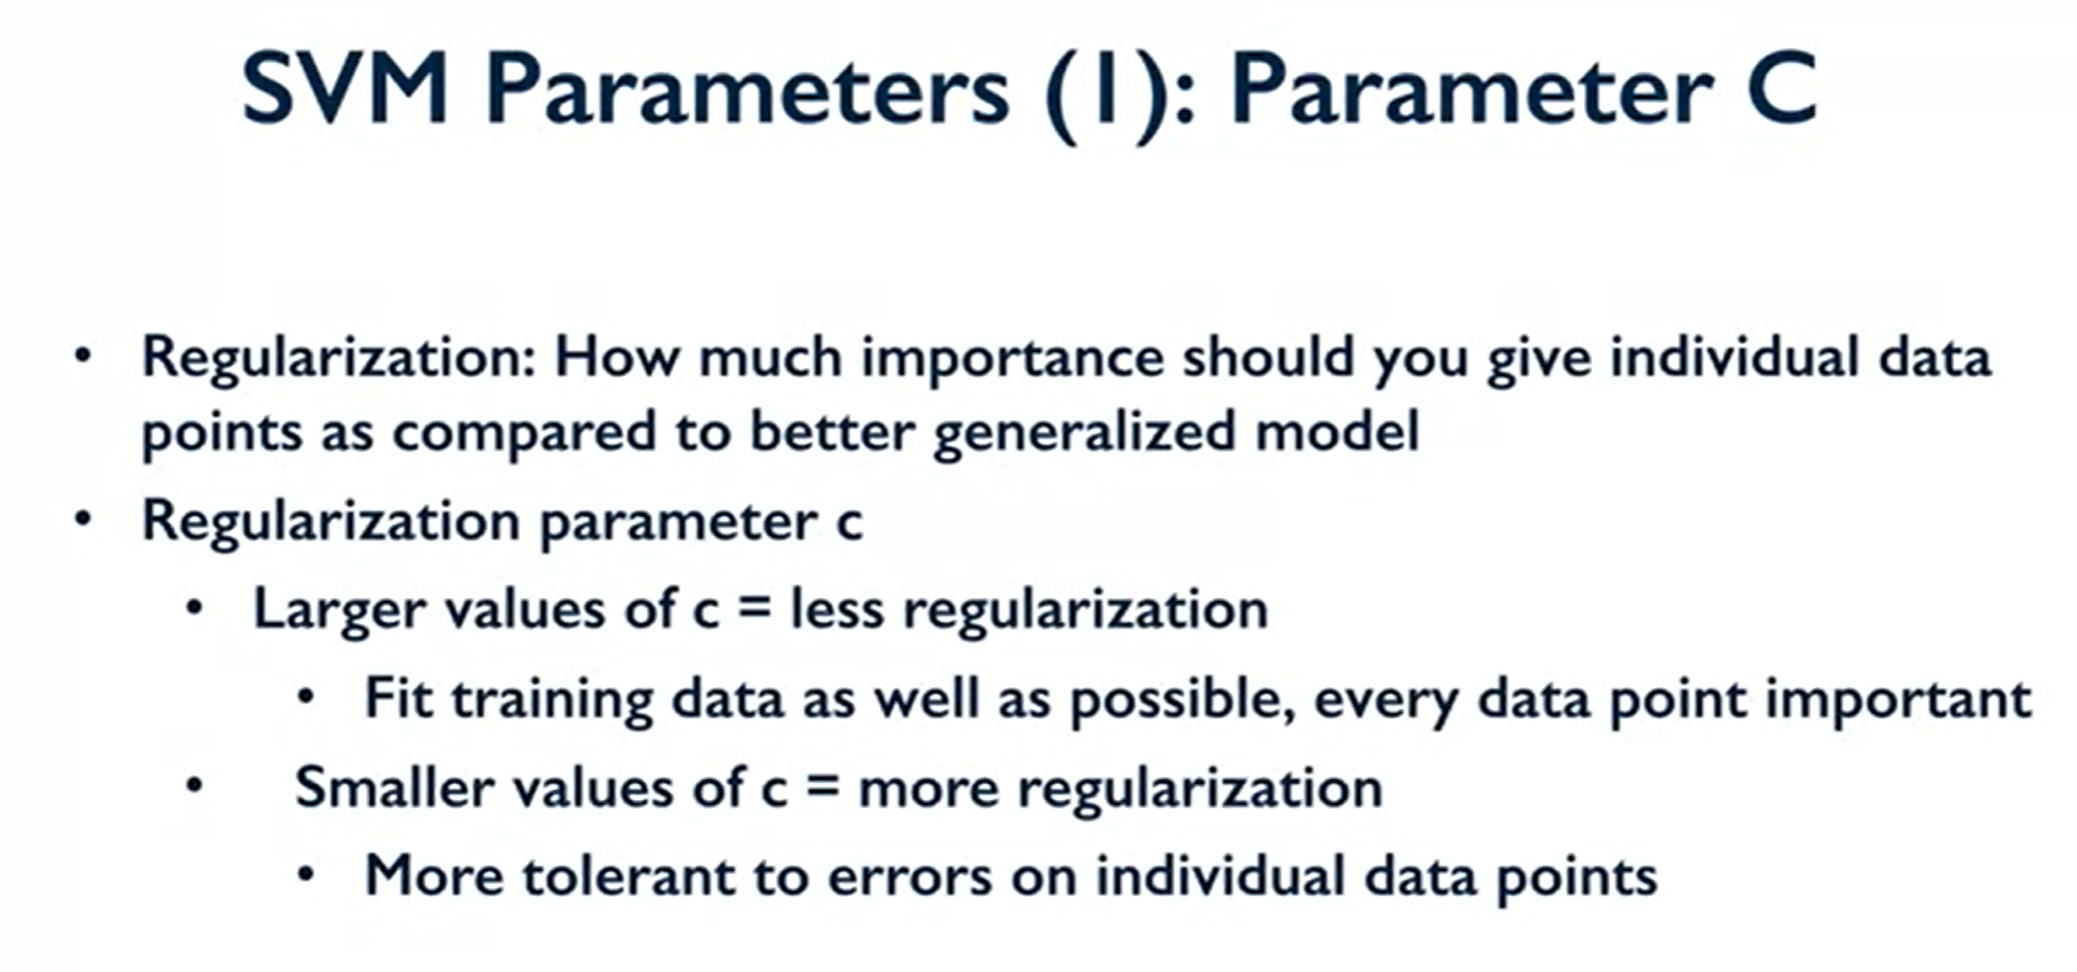 SVM Parameters (1): Parameter C
• Regularization: How much importance should you give individual data
points as compared to better generalized model
• Regularization parameter c
• Larger values of c = less regularization
• Fit training data as well as possible, every data point important
• Smaller values of c = more regularization
• More tolerant to errors on individual data points